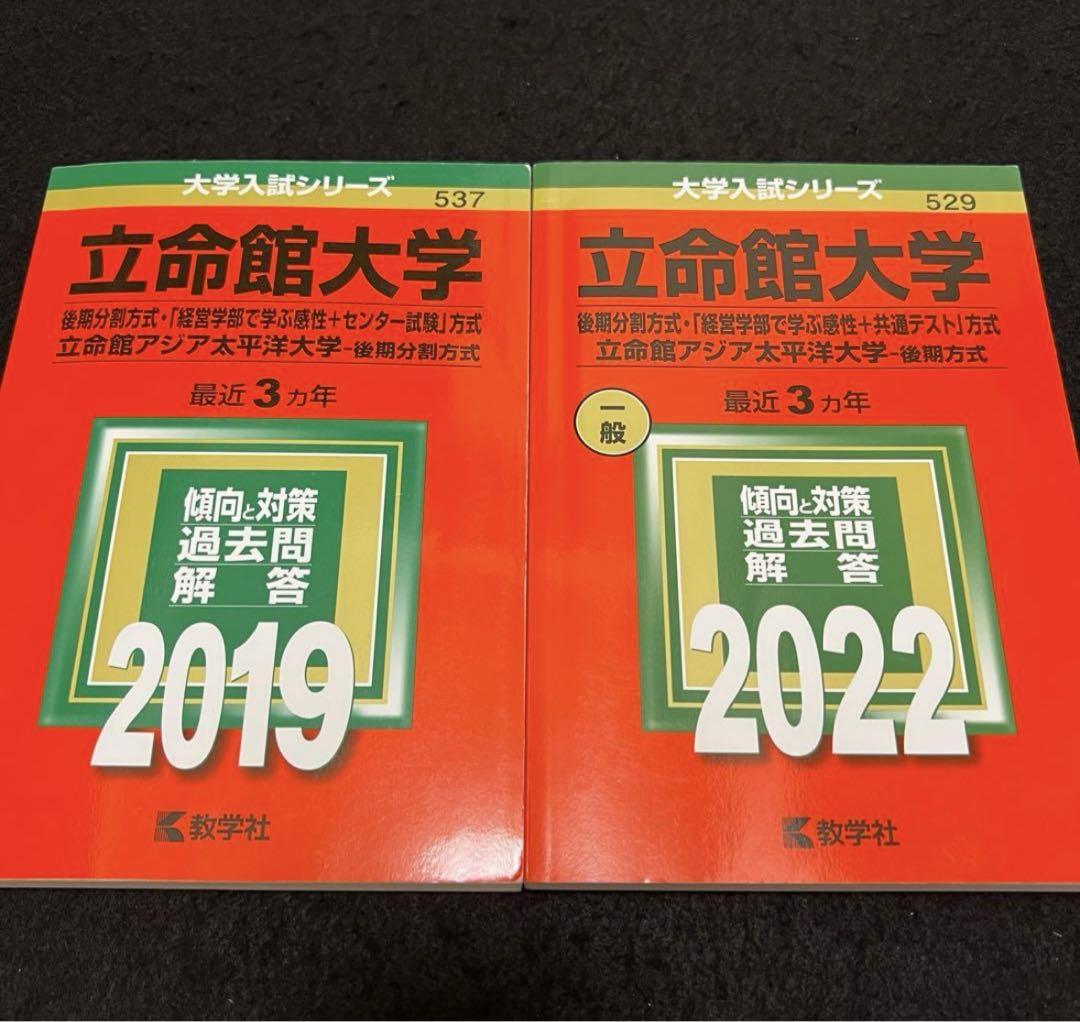 大学入試シリーズ
537
立命館大学
後期分割方式・「経営学部で学ぶ感性+センター試験」方式
立命館アジア太平洋大学-後期分割方式
最近3カ年
傾向と対策
過去問
解答
2019
教学社
大学入試シリーズ
529
立命館大学
後期分割方式・「経営学部で学ぶ感性+共通テスト」方式
立命館アジア太平洋大学-後期方式
最近3カ年
一般
傾向と対策
過去問
解答
2022
教学社